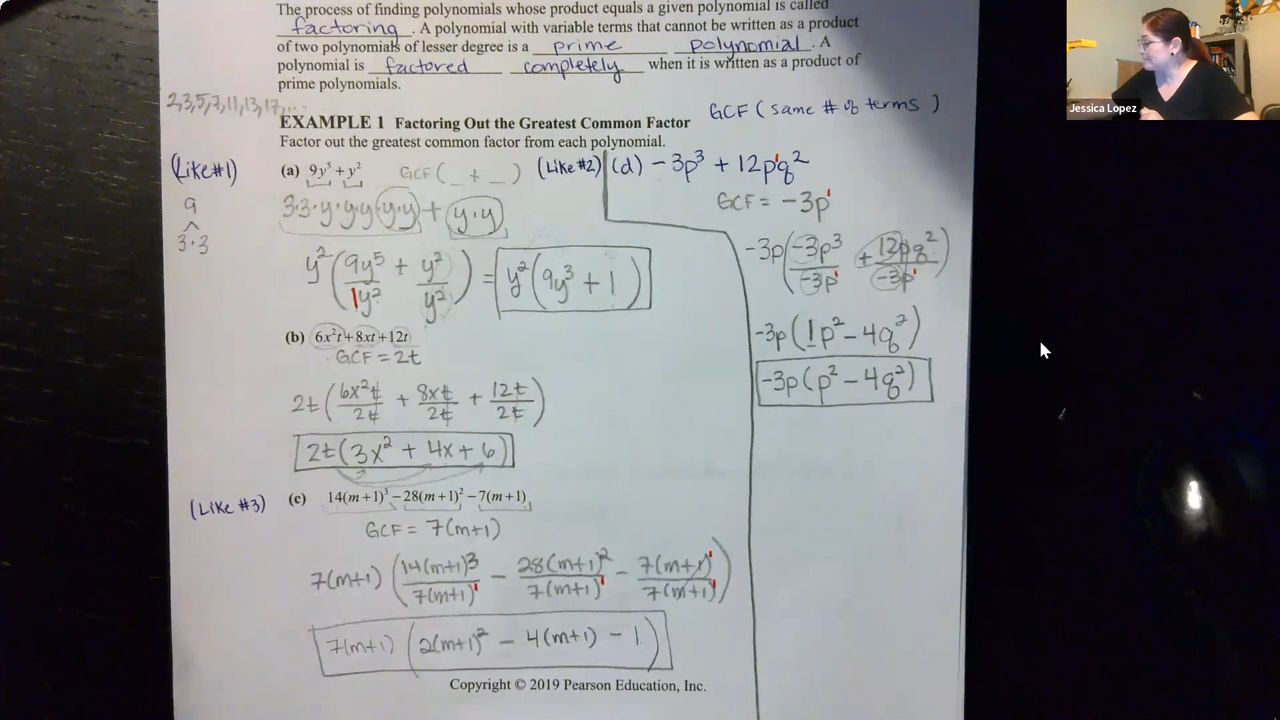 The process of finding polynomials whose product equals a given polynomial is called
factoring. A polynomial with variable terms that cannot be written as a product
of two polynomials of lesser degree is a prime polynomial. A
polynomial is factored completely when it is written as a product of
prime polynomials.
2,3,5,7,11,13,17,...
GCF (same # of terms )
EXAMPLE 1 Factoring Out the Greatest Common Factor
Factor out the greatest common factor from each polynomial.
(Like #1)
(a) 9y⁵ + y²
GCF( _ + _ )
9
3·3
3·3·y·y·y(y·y) + (y·y)
y² (9y⁵/1y² + y²/y²) = y²(9y³ + 1)
(b) 6x²t + 8xt + 12t
GCF = 2t
2t (6x²t/2t + 8xt/2t + 12t/2t)
2t(3x² + 4x + 6)
(Like #3)
(c) 14(m + 1)³ − 28(m + 1)² − 7(m + 1)
GCF = 7(m+1)
7(m+1) (14(m+1)³/7(m+1)¹ − 28(m+1)²/7(m+1)¹ − 7(m+1)¹/7(m+1)¹)
7(m+1) (2(m+1)² − 4(m+1) − 1)
(Like #2)
(d) −3p³ + 12p¹q²
GCF = −3p¹
−3p(−3p³/−3p¹ + 12pq²/−3p¹)
−3p(1p² − 4q²)
−3p(p² − 4q²)
Copyright © 2019 Pearson Education, Inc.
Jessica Lopez